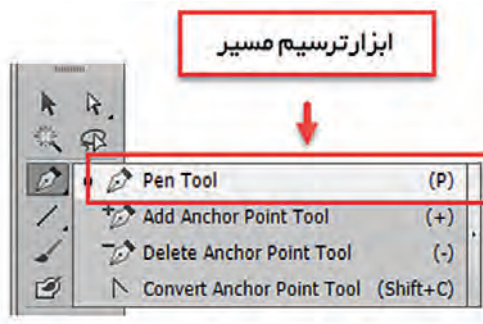 ابزار ترسیم مسیر
Pen Tool (P)
Add Anchor Point Tool (+)
Delete Anchor Point Tool (-)
Convert Anchor Point Tool (Shift+C)